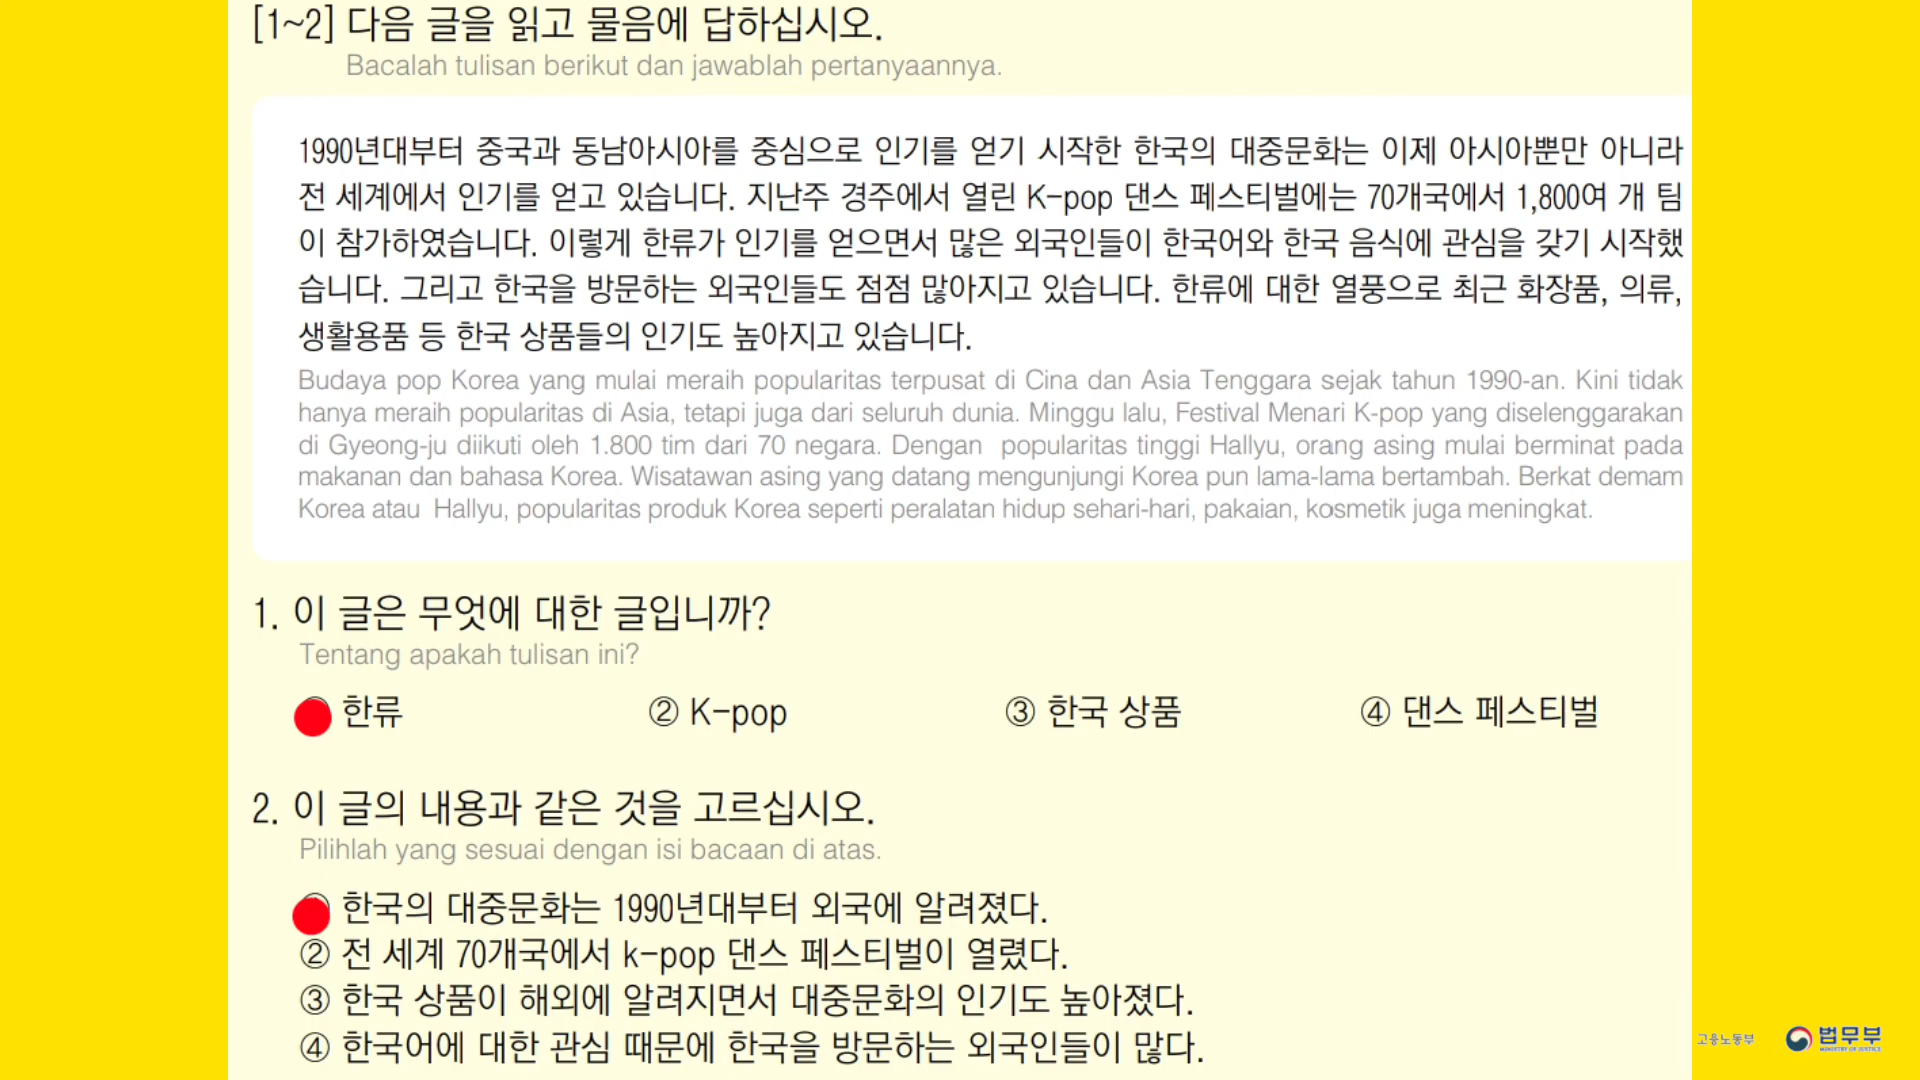 [1~2] 다음 글을 읽고 물음에 답하십시오.
Bacalah tulisan berikut dan jawablah pertanyaannya.
1990년대부터 중국과 동남아시아를 중심으로 인기를 얻기 시작한 한국의 대중문화는 이제 아시아뿐만 아니라
전 세계에서 인기를 얻고 있습니다. 지난주 경주에서 열린 K-pop 댄스 페스티벌에는 70개국에서 1,800여 개 팀
이 참가하였습니다. 이렇게 한류가 인기를 얻으면서 많은 외국인들이 한국어와 한국 음식에 관심을 갖기 시작했
습니다. 그리고 한국을 방문하는 외국인들도 점점 많아지고 있습니다. 한류에 대한 열풍으로 최근 화장품, 의류,
생활용품 등 한국 상품들의 인기도 높아지고 있습니다.
Budaya pop Korea yang mulai meraih popularitas terpusat di Cina dan Asia Tenggara sejak tahun 1990-an. Kini tidak
hanya meraih popularitas di Asia, tetapi juga dari seluruh dunia. Minggu lalu, Festival Menari K-pop yang diselenggarakan
di Gyeong-ju diikuti oleh 1.800 tim dari 70 negara. Dengan popularitas tinggi Hallyu, orang asing mulai berminat pada
makanan dan bahasa Korea. Wisatawan asing yang datang mengunjungi Korea pun lama-lama bertambah. Berkat demam
Korea atau Hallyu, popularitas produk Korea seperti peralatan hidup sehari-hari, pakaian, kosmetik juga meningkat.
1. 이 글은 무엇에 대한 글입니까?
Tentang apakah tulisan ini?
한류 ② K-pop ③ 한국 상품 ④ 댄스 페스티벌
2. 이 글의 내용과 같은 것을 고르십시오.
Pilihlah yang sesuai dengan isi bacaan di atas.
한국의 대중문화는 1990년대부터 외국에 알려졌다.
② 전 세계 70개국에서 k-pop 댄스 페스티벌이 열렸다.
③ 한국 상품이 해외에 알려지면서 대중문화의 인기도 높아졌다.
④ 한국어에 대한 관심 때문에 한국을 방문하는 외국인들이 많다.
고용노동부 법무부
MINISTRY OF JUSTICE